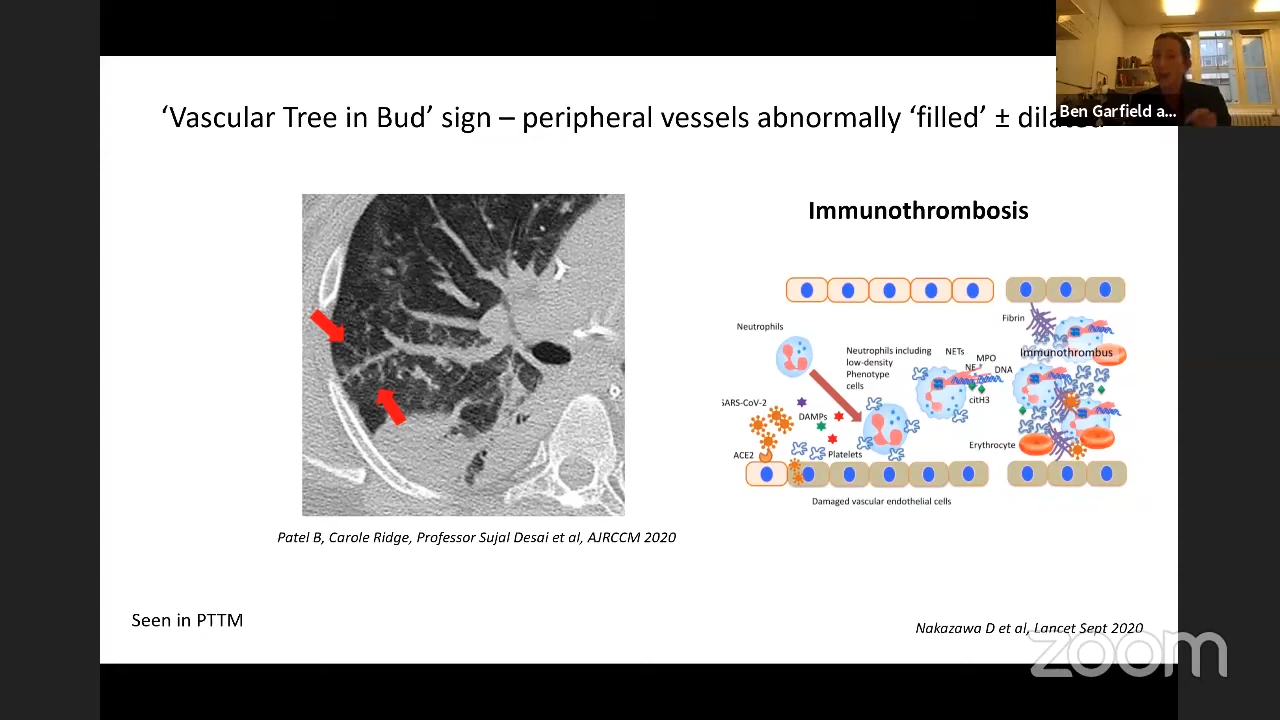 'Vascular Tree in Bud' sign – peripheral vessels abnormally 'filled' ±
Ben Garfield a...
Immunothrombosis
Neutrophils
Neutrophils including
low-density
Phenotype
cells
NETs
MPO
NE
DNA
citH3
Fibrin
Immunothrombus
SARS-CoV-2
DAMPs
ACE2
Platelets
Erythrocyte
Damaged vascular endothelial cells
Patel B, Carole Ridge, Professor Sujal Desai et al, AJRCCM 2020
Seen in PTTM
Nakazawa D et al, Lancet Sept 2020
zoom